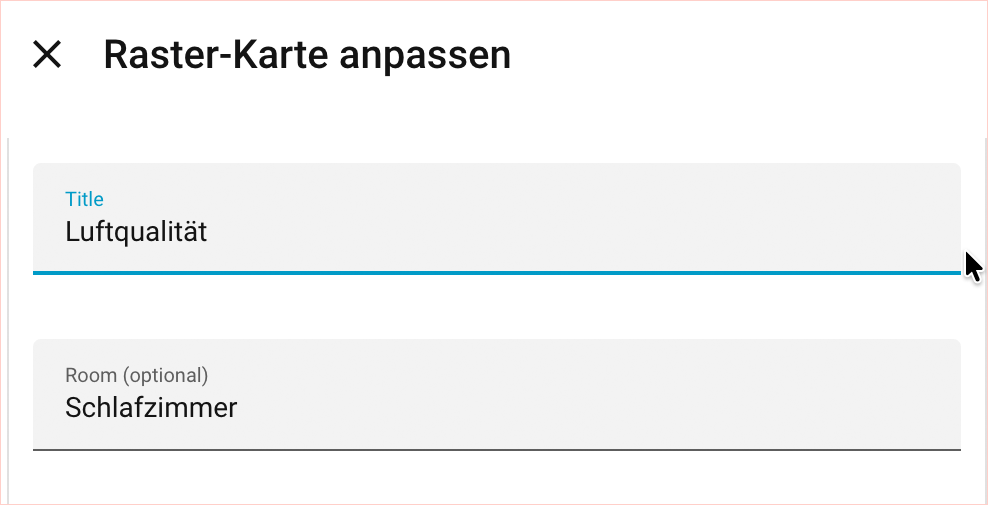 Raster-Karte anpassen
Title
Luftqualität
Room (optional)
Schlafzimmer